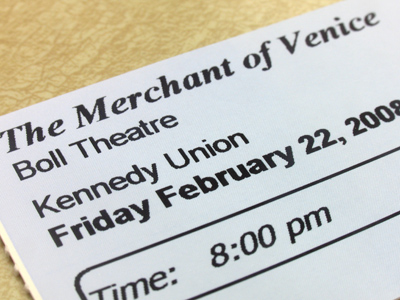 The Merchant of Venice
Boll Theatre
Kennedy Union
Friday February 22, 2008
Time: 8:00 pm